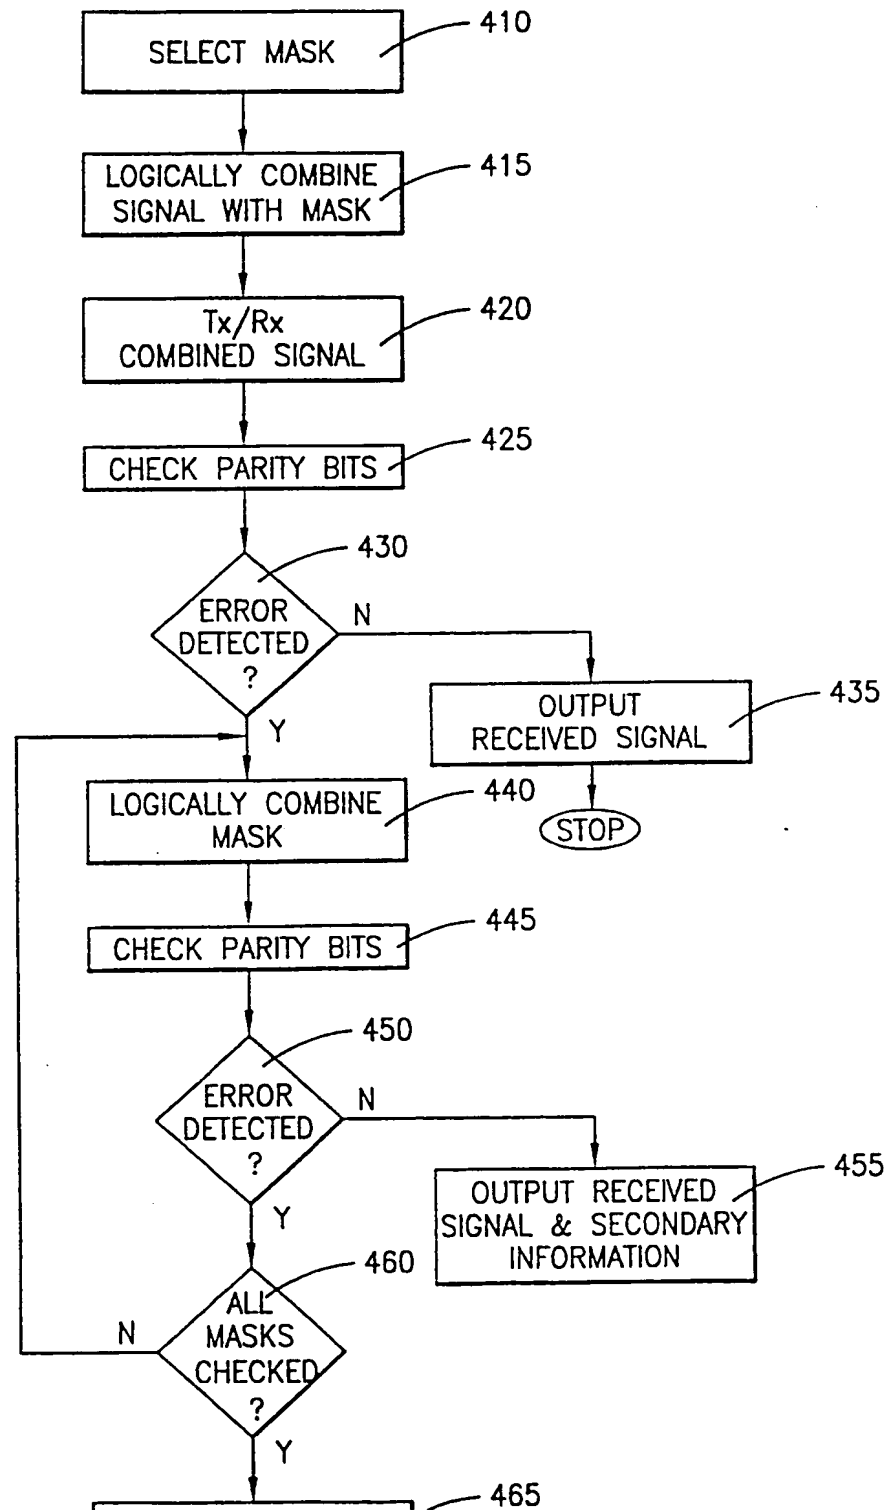 410
SELECT MASK
415
LOGICALLY COMBINE
SIGNAL WITH MASK
420
Tx/Rx
COMBINED SIGNAL
425
CHECK PARITY BITS
430
ERROR
DETECTED
?
N
Y
435
OUTPUT
RECEIVED SIGNAL
STOP
440
LOGICALLY COMBINE
MASK
445
CHECK PARITY BITS
450
ERROR
DETECTED
?
N
Y
455
OUTPUT RECEIVED
SIGNAL & SECONDARY
INFORMATION
460
ALL
MASKS
CHECKED
?
N
Y
465